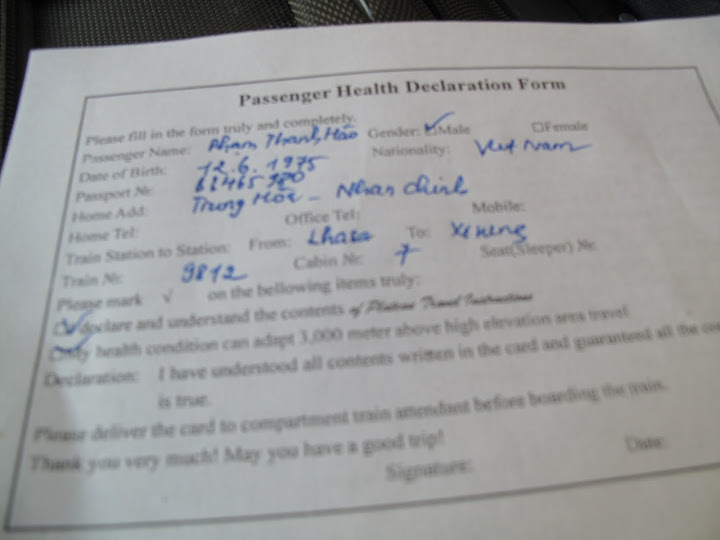 Passenger Health Declaration Form
Please fill in the form truly and completely.
Passenger Name: Phạm Thanh Hào Gender: ☑Male ☐Female
Date of Birth: 12.6.1975 Nationality: Việt Nam
Passport №:
Home Add: Trung Hòa - Nhan chinh
Home Tel: Office Tel: Mobile:
Train Station to Station: From: Lhasa To: Xining
Train №: 9812 Cabin №: 7 Seat(Sleeper) №:
Please mark √ on the bellowing items truly:
☑I declare and understand the contents of Plateau Travel Instructions
☑My health condition can adapt 3,000 meter above high elevation area travel
Declaration: I have understood all contents written in the card and guaranteed all the
is true.
Please deliver the card to compartment train attendant before boarding the train.
Thank you very much! May you have a good trip!
Signature: Date: